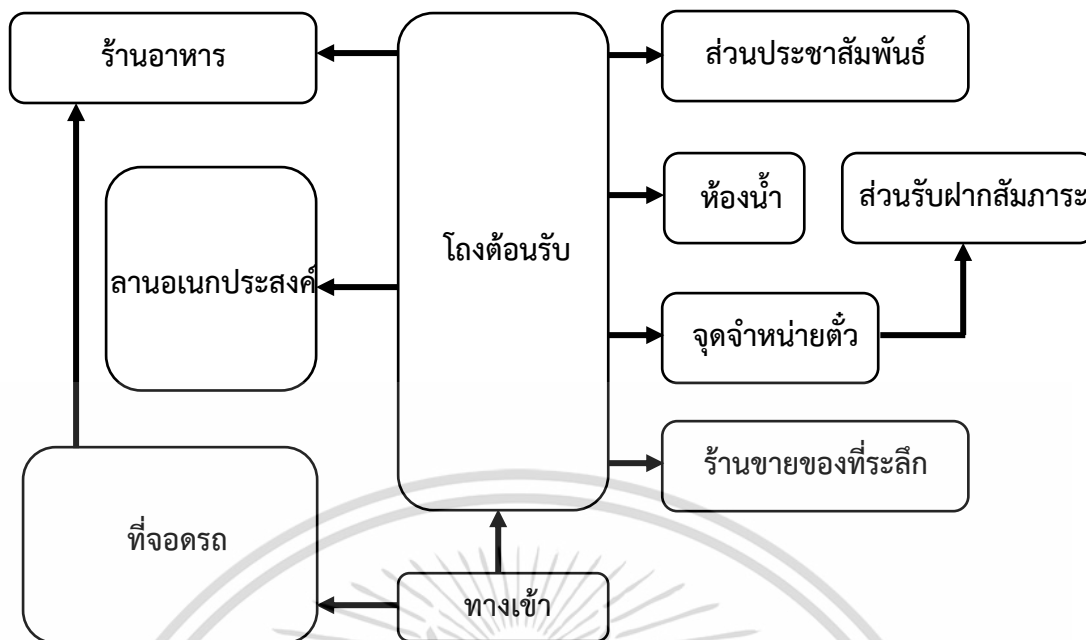 ร้านอาหาร
ส่วนประชาสัมพันธ์
ห้องน้ำ
ส่วนรับฝากสัมภาระ
โถงต้อนรับ
ลานอเนกประสงค์
จุดจำหน่ายตั๋ว
ร้านขายของที่ระลึก
ที่จอดรถ
ทางเข้า